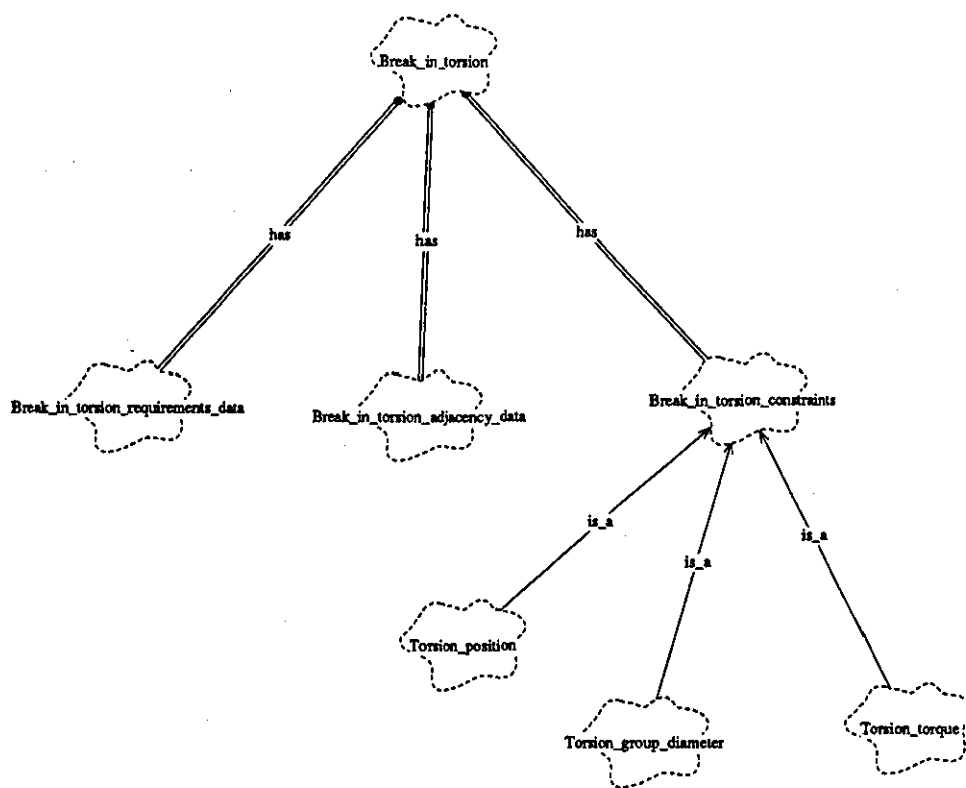 Break_in_torsion
has
has
has
Break_in_torsion_requirements_data
Break_in_torsion_adjacency_data
Break_in_torsion_constraints
is_a
is_a
is_a
Torsion_position
Torsion_group_diameter
Torsion_torque